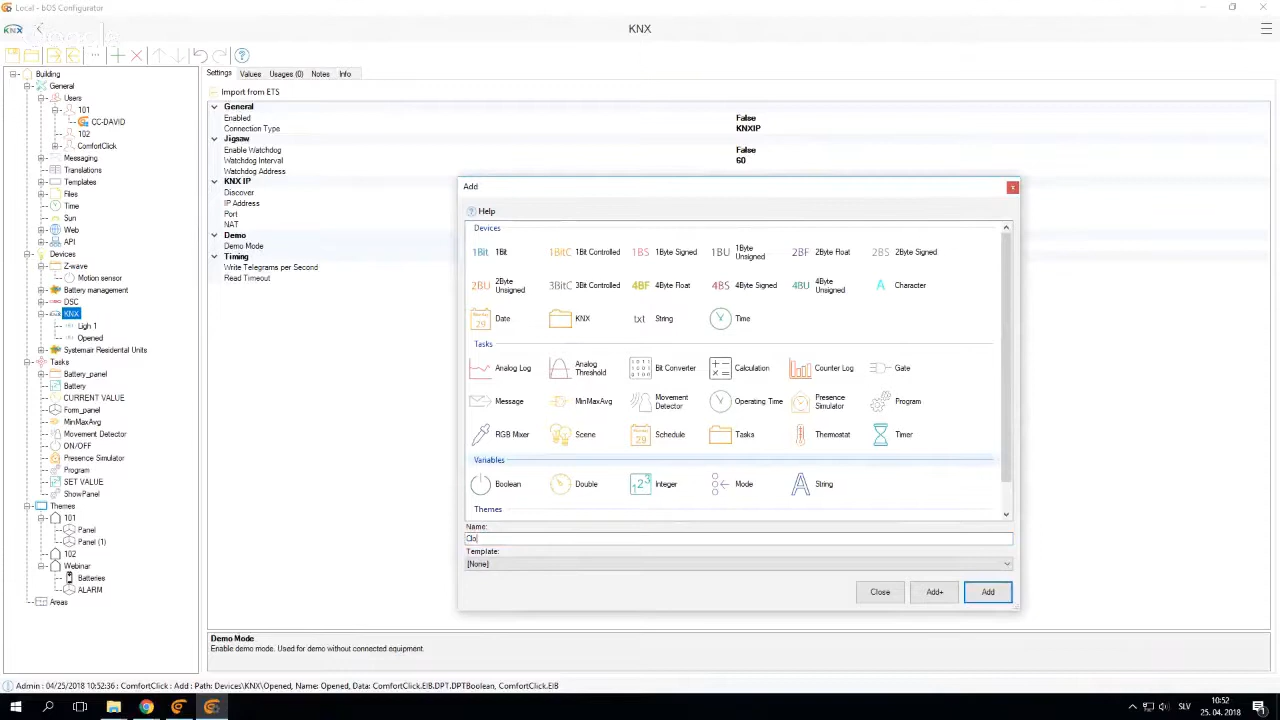 Local - bOS Configurator
KNX
KNX
Building
General
Users
101
CC-DAVID
102
ComfortClick
Messaging
Translations
Templates
Files
Time
Sun
Web
API
Devices
Z-wave
Motion sensor
Battery management
DSC
KNX
Ligh 1
Opened
Systemair Residential Units
Tasks
Battery_panel
Battery
CURRENT VALUE
Form_panel
MinMaxAvg
Movement Detector
ON/OFF
Presence Simulator
Program
SET VALUE
ShowPanel
Themes
101
Panel
Panel (1)
102
Webinar
Batteries
ALARM
Areas
Settings Values Usages (0) Notes Info
Import from ETS
General
Enabled False
Connection Type KNXIP
Jigsaw
Enable Watchdog False
Watchdog Interval 60
Watchdog Address
KNX IP
Discover
IP Address
Port
NAT
Demo
Demo Mode
Timing
Write Telegrams per Second
Read Timeout
Add
Help
Devices
1Bit 1Bit 1BitC 1Bit Controlled 1BS 1Byte Signed 1BU 1Byte Unsigned 2BF 2Byte Float 2BS 2Byte Signed
2BU 2Byte Unsigned 3BitC 3Bit Controlled 4BF 4Byte Float 4BS 4Byte Signed 4BU 4Byte Unsigned A Character
29 Date KNX txt String Time
Tasks
Analog Log Analog Threshold Bit Converter Calculation Counter Log Gate
Message MinMaxAvg Movement Detector Operating Time Presence Simulator Program
RGB Mixer Scene 29 Schedule Tasks Thermostat Timer
Variables
Boolean Double 123 Integer Mode A String
Themes
Name:
Clo
Template:
[None]
Close Add+ Add
Demo Mode
Enable demo mode. Used for demo without connected equipment.
Admin : 04/25/2018 10:52:36 : ComfortClick : Add : Path: Devices\KNX\Opened, Name: Opened, Data: ComfortClick.EIB.DPT.DPTBoolean, ComfortClick.EIB
SLV
10:52
25. 04. 2018
1